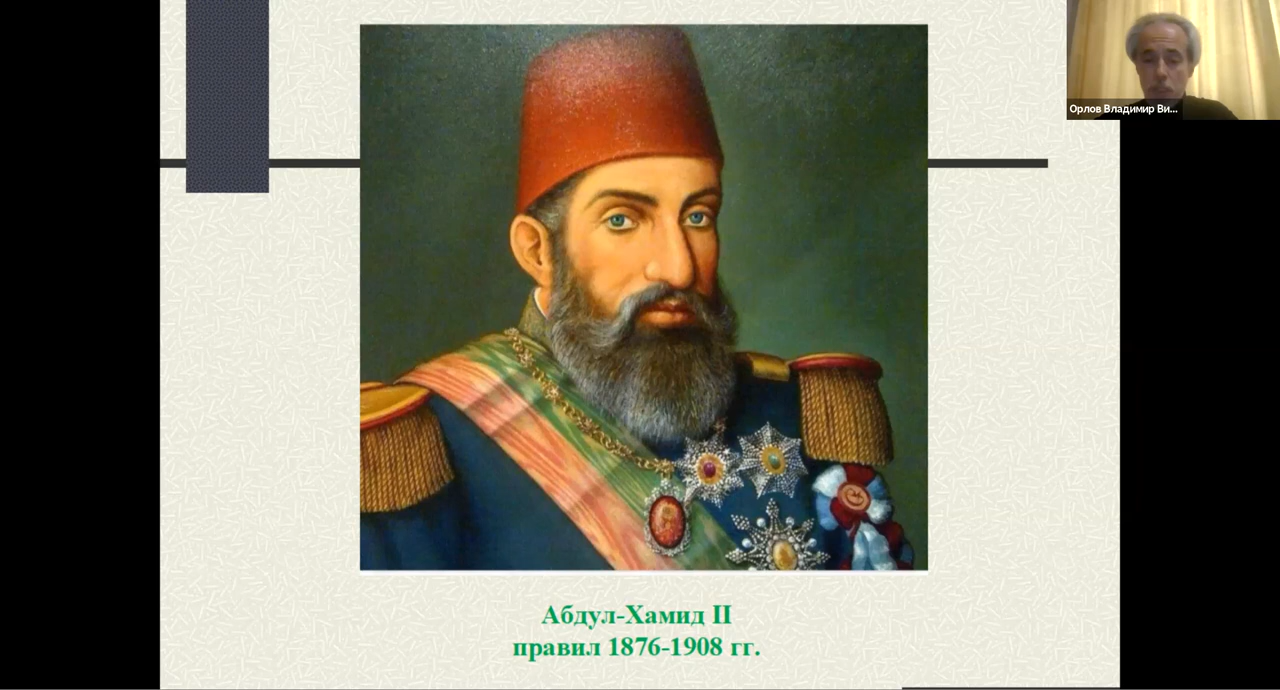 Орлов Владимир Ви...
Абдул-Хамид II
правил 1876-1908 гг.